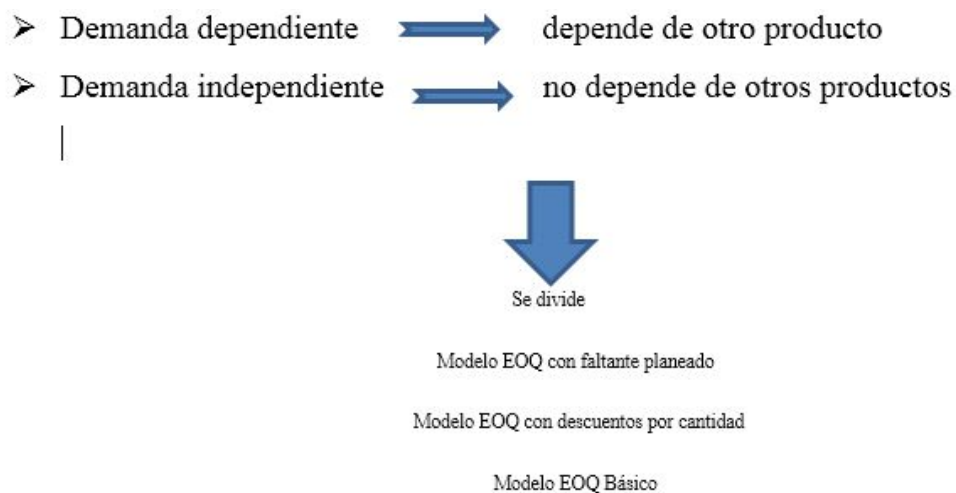 Demanda dependiente depende de otro producto
Demanda independiente no depende de otros productos
Se divide
Modelo EOQ con faltante planeado
Modelo EOQ con descuentos por cantidad
Modelo EOQ Básico